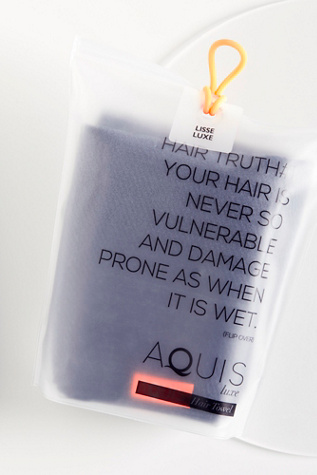 LISSE
LUXE
HAIR TRUTH#
YOUR HAIR IS
NEVER SO
VULNERABLE
AND DAMAGE
PRONE AS WHEN
IT IS WET.
(FLIP OVER)
AQUIS
luxe
Hair Towel